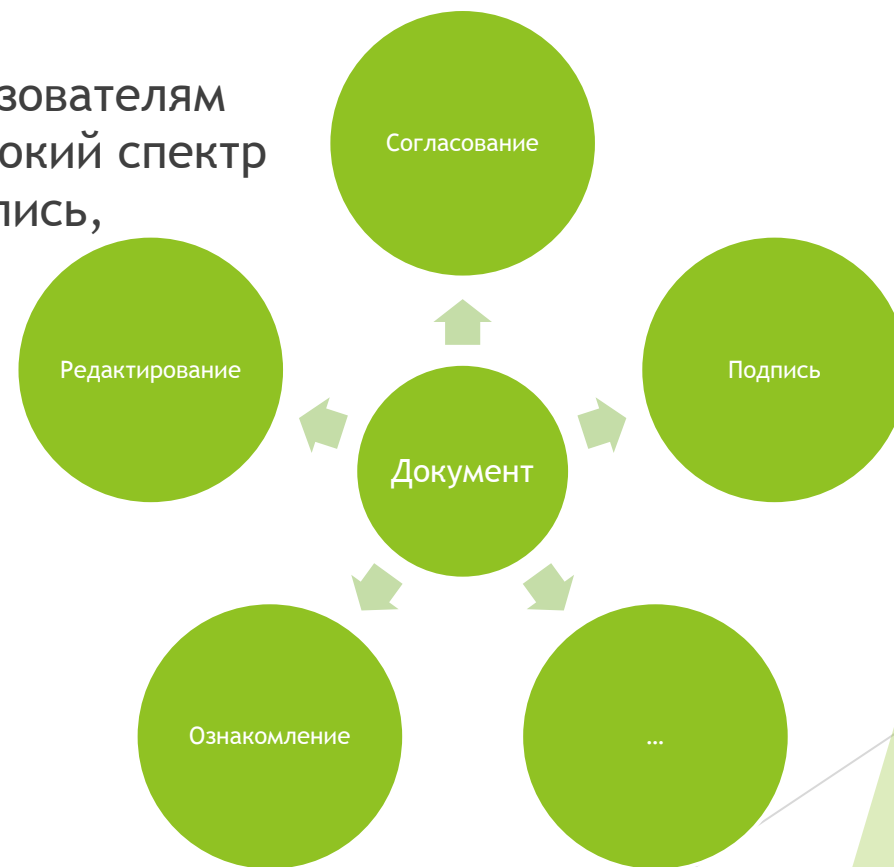 зователям
окий спектр
пись,
Согласование
Редактирование
Подпись
Документ
Ознакомление
...